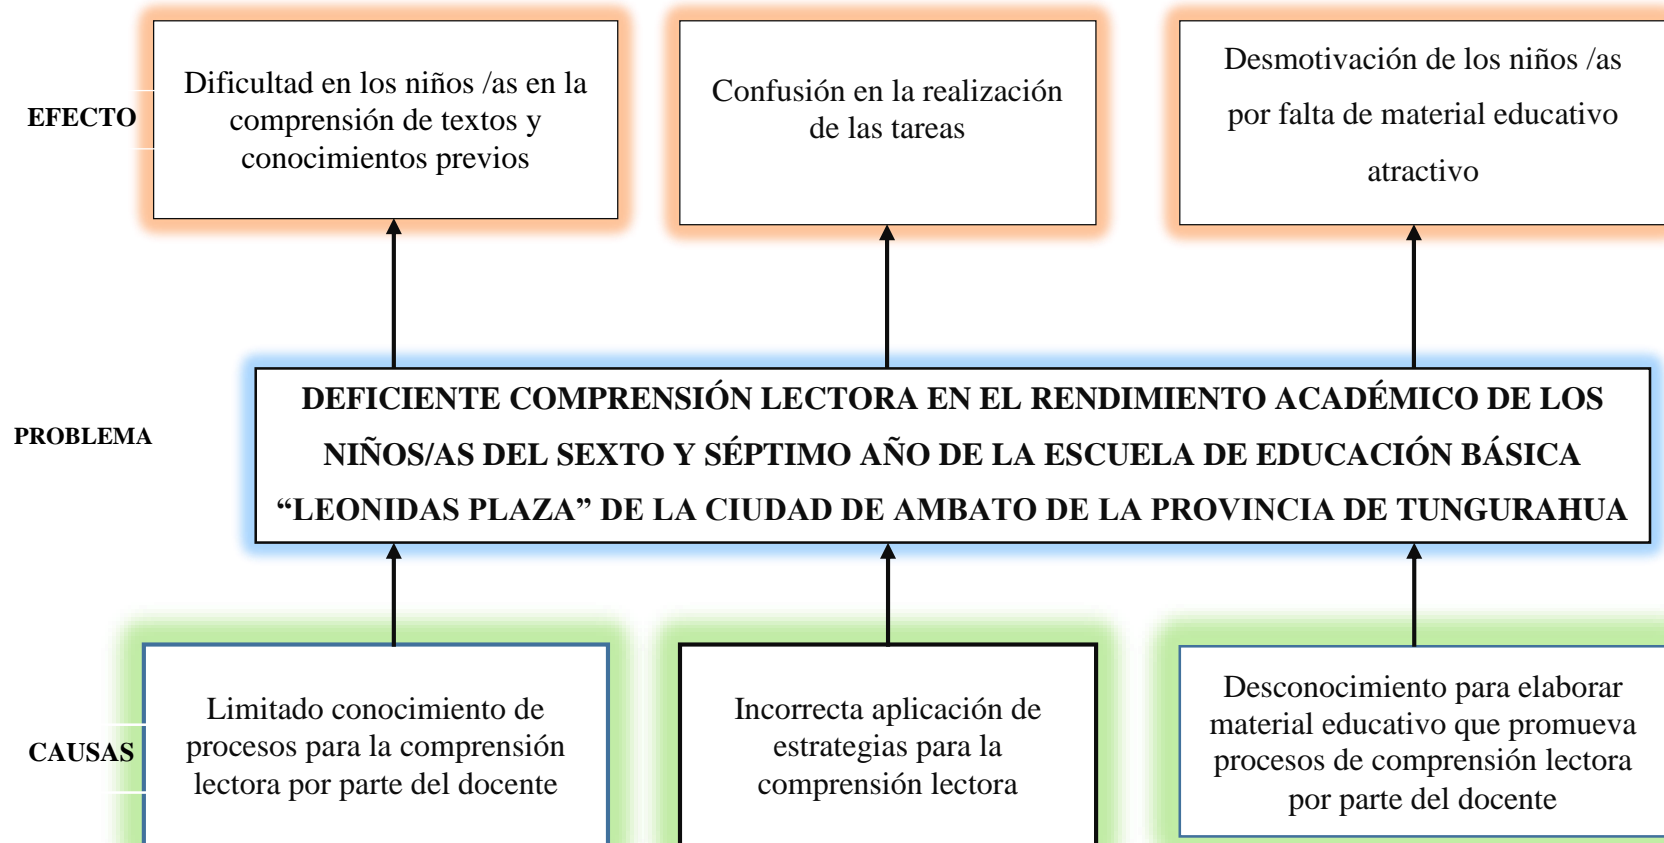 EFECTO
Dificultad en los niños /as en la
comprensión de textos y
conocimientos previos
Confusión en la realización
de las tareas
Desmotivación de los niños /as
por falta de material educativo
atractivo
PROBLEMA
DEFICIENTE COMPRENSIÓN LECTORA EN EL RENDIMIENTO ACADÉMICO DE LOS
NIÑOS/AS DEL SEXTO Y SÉPTIMO AÑO DE LA ESCUELA DE EDUCACIÓN BÁSICA
“LEONIDAS PLAZA” DE LA CIUDAD DE AMBATO DE LA PROVINCIA DE TUNGURAHUA
CAUSAS
Limitado conocimiento de
procesos para la comprensión
lectora por parte del docente
Incorrecta aplicación de
estrategias para la
comprensión lectora
Desconocimiento para elaborar
material educativo que promueva
procesos de comprensión lectora
por parte del docente